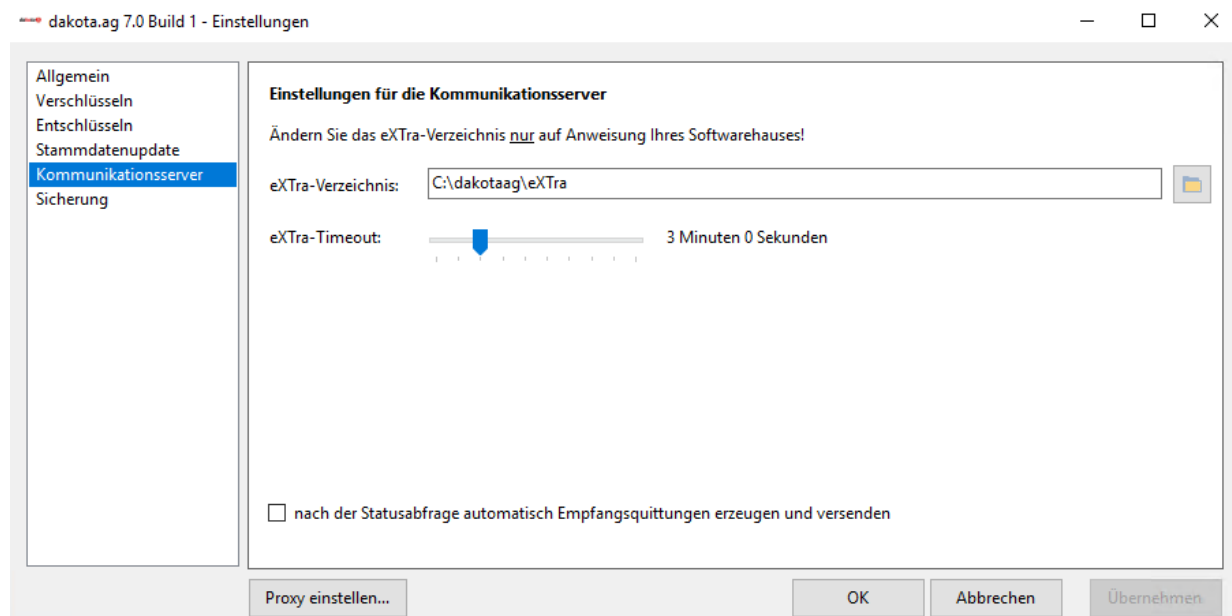 dakota.ag 7.0 Build 1 - Einstellungen
Allgemein
Verschlüsseln
Entschlüsseln
Stammdatenupdate
Kommunikationsserver
Sicherung
Einstellungen für die Kommunikationsserver
Ändern Sie das eXTra-Verzeichnis nur auf Anweisung Ihres Softwarehauses!
eXTra-Verzeichnis: C:\dakotaag\eXTra
eXTra-Timeout: 3 Minuten 0 Sekunden
nach der Statusabfrage automatisch Empfangsquittungen erzeugen und versenden
Proxy einstellen... OK Abbrechen Übernehmen